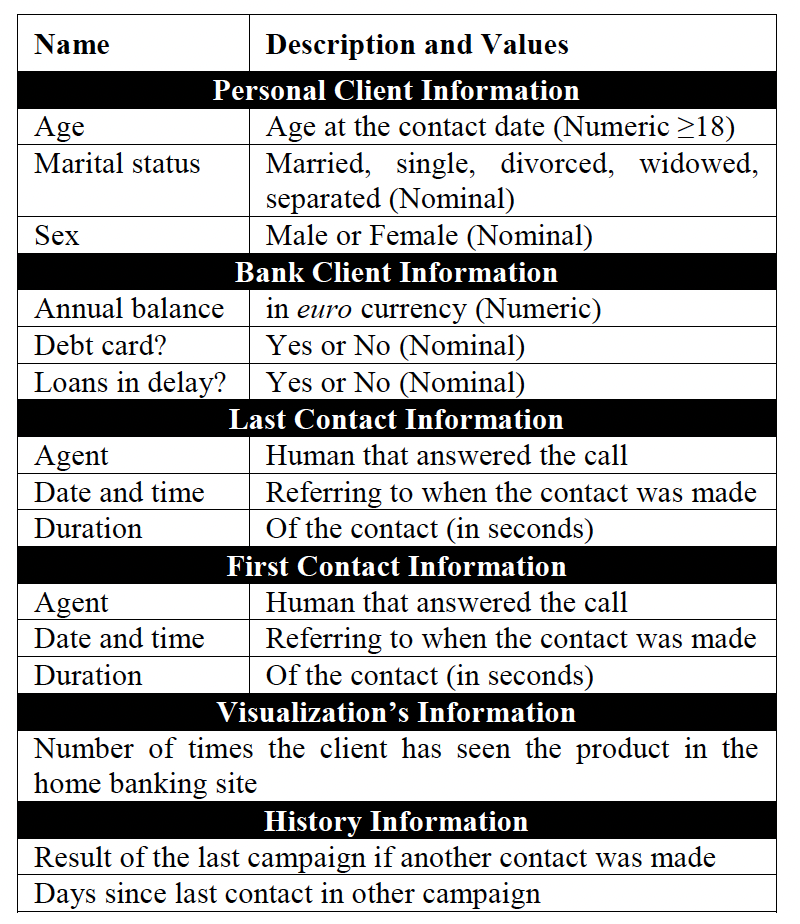 Name Description and Values
Personal Client Information
Age Age at the contact date (Numeric ≥18)
Marital status Married, single, divorced, widowed,
separated (Nominal)
Sex Male or Female (Nominal)
Bank Client Information
Annual balance in euro currency (Numeric)
Debt card? Yes or No (Nominal)
Loans in delay? Yes or No (Nominal)
Last Contact Information
Agent Human that answered the call
Date and time Referring to when the contact was made
Duration Of the contact (in seconds)
First Contact Information
Agent Human that answered the call
Date and time Referring to when the contact was made
Duration Of the contact (in seconds)
Visualization’s Information
Number of times the client has seen the product in the
home banking site
History Information
Result of the last campaign if another contact was made
Days since last contact in other campaign